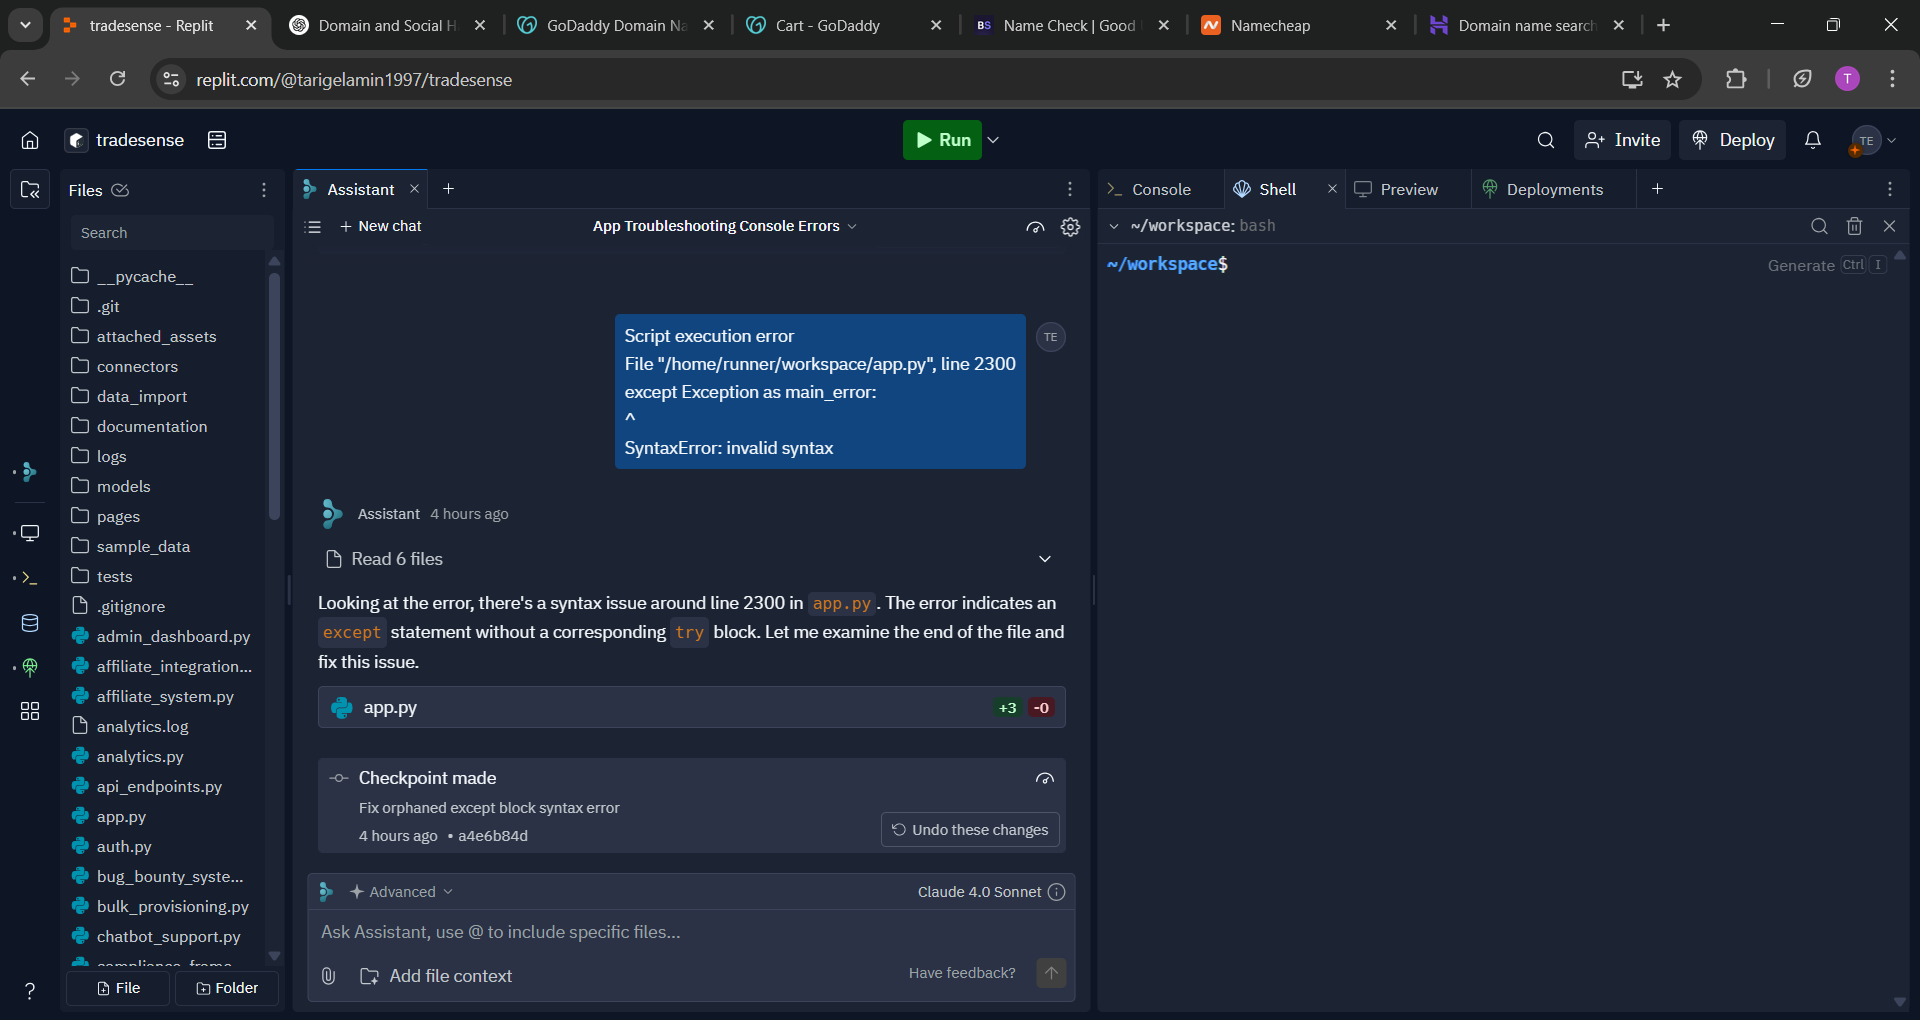 tradesense - Replit
Domain and Social H
GoDaddy Domain Na
Cart - GoDaddy
BS
Name Check | Good
Namecheap
Domain name search
replit.com/@tarigelamin1997/tradesense
T
tradesense
Run
Invite
Deploy
TE
Files
Search
__pycache__
.git
attached_assets
connectors
data_import
documentation
logs
models
pages
sample_data
tests
.gitignore
admin_dashboard.py
affiliate_integration...
affiliate_system.py
analytics.log
analytics.py
api_endpoints.py
app.py
auth.py
bug_bounty_syste...
bulk_provisioning.py
chatbot_support.py
File
Folder
Assistant
New chat
App Troubleshooting Console Errors
Script execution error
File "/home/runner/workspace/app.py", line 2300
except Exception as main_error:
^
SyntaxError: invalid syntax
TE
Assistant 4 hours ago
Read 6 files
Looking at the error, there's a syntax issue around line 2300 in app.py . The error indicates an
except statement without a corresponding try block. Let me examine the end of the file and
fix this issue.
app.py
+3 -0
Checkpoint made
Fix orphaned except block syntax error
4 hours ago • a4e6b84d
Undo these changes
Advanced
Claude 4.0 Sonnet
Ask Assistant, use @ to include specific files...
Add file context
Have feedback?
Console
Shell
Preview
Deployments
~/workspace: bash
~/workspace$
Generate Ctrl I